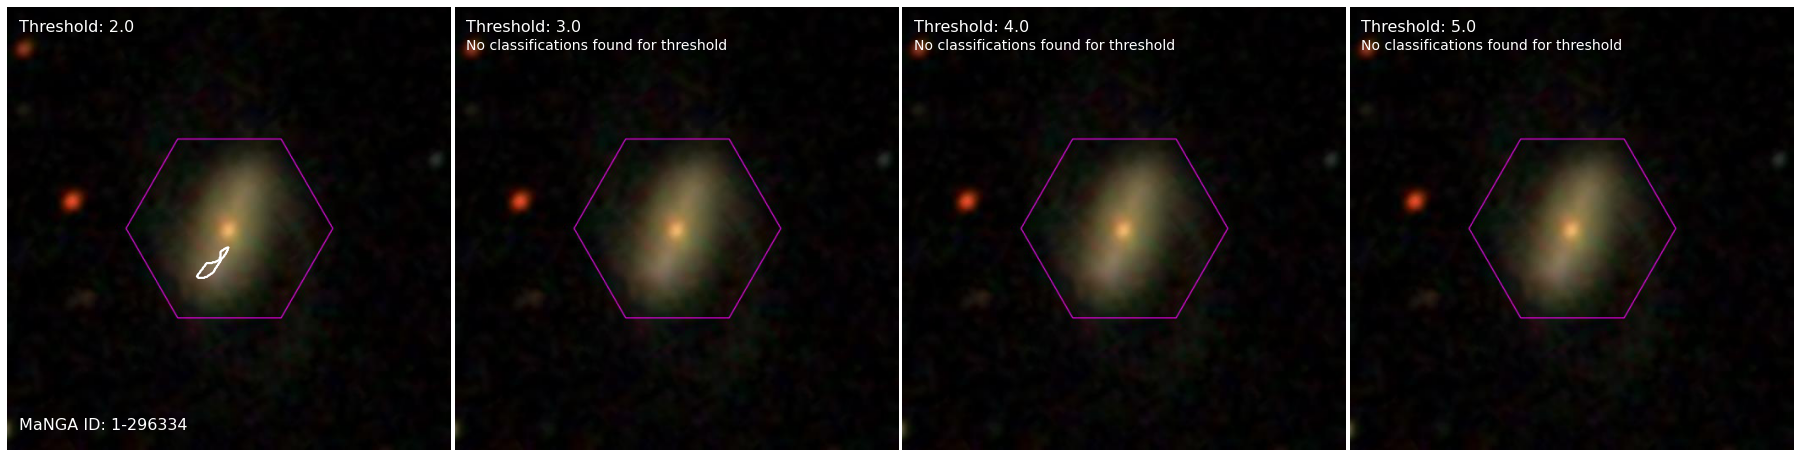 Threshold: 2.0
MaNGA ID: 1-296334
Threshold: 3.0
No classifications found for threshold
Threshold: 4.0
No classifications found for threshold
Threshold: 5.0
No classifications found for threshold